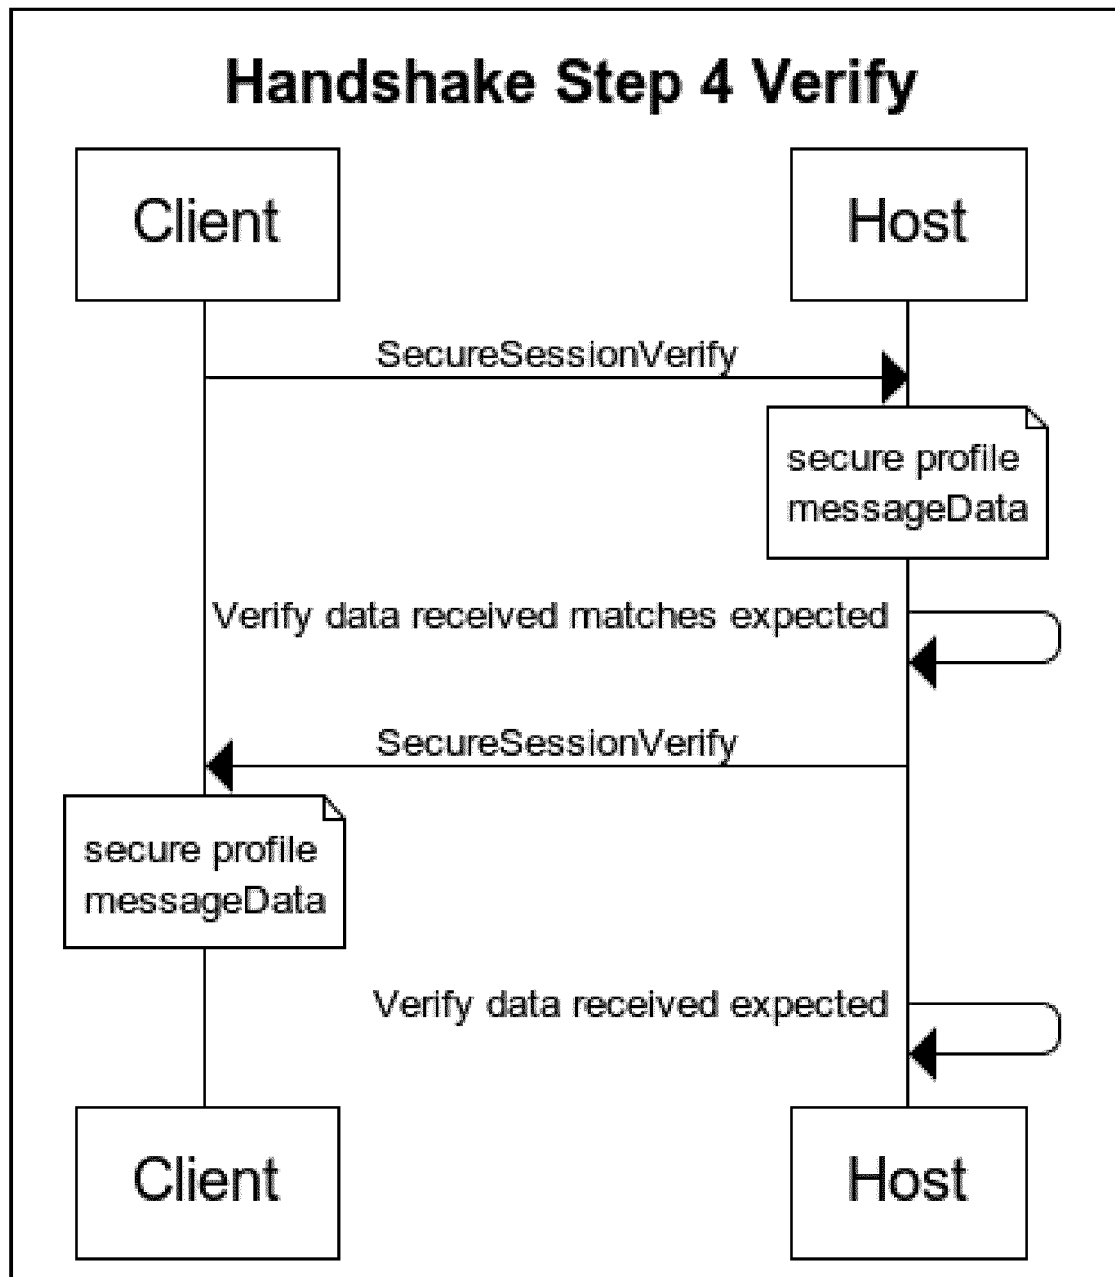 Handshake Step 4 Verify
Client
Host
SecureSessionVerify
secure profile
messageData
Verify data received matches expected
SecureSessionVerify
secure profile
messageData
Verify data received expected
Client
Host